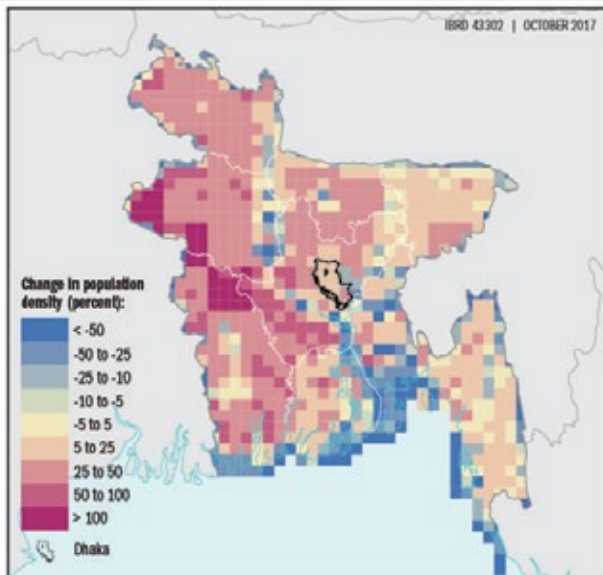 IBRD 43302 | OCTOBER 2017
Change in population
density (percent):
< -50
-50 to -25
-25 to -10
-10 to -5
-5 to 5
5 to 25
25 to 50
50 to 100
> 100
Dhaka